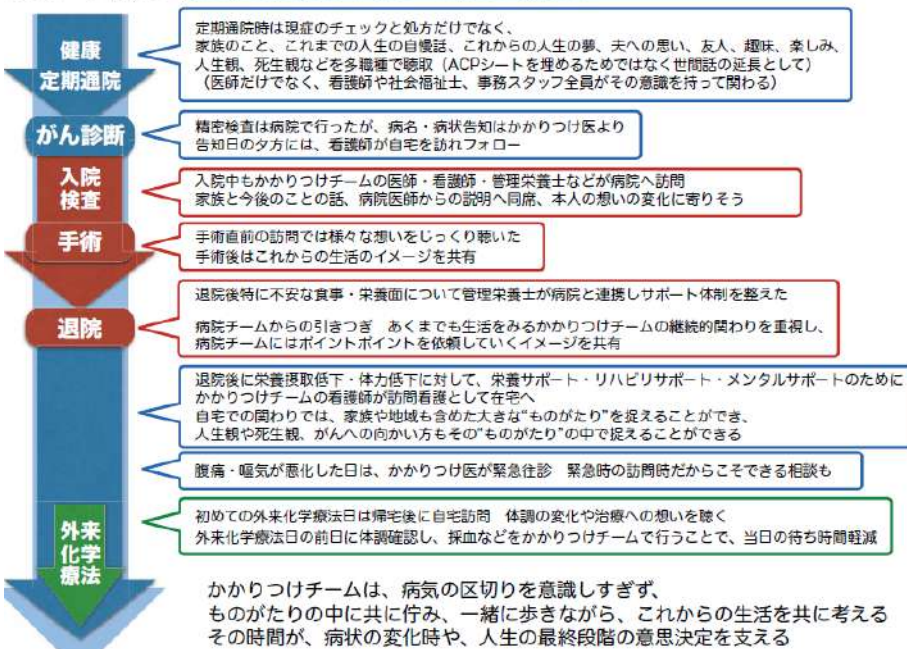 健康
定期通院
定期通院時は現症のチェックと処方だけでなく、
家族のこと、これまでの人生の自慢話、これからの人生の夢、夫への思い、友人、趣味、楽しみ、
人生観、死生観などを多職種で聴取（ACPシートを埋めるためではなく世間話の延長として）
（医師だけでなく、看護師や社会福祉士、事務スタッフ全員がその意識を持って関わる）
がん診断
精密検査は病院で行ったが、病名・病状告知はかかりつけ医より
告知日の夕方には、看護師が自宅を訪れフォロー
入院
検査
入院中もかかりつけチームの医師・看護師・管理栄養士などが病院へ訪問
家族と今後のことの話、病院医師からの説明へ同席、本人の想いの変化に寄りそう
手術
手術直前の訪問では様々な想いをじっくり聴いた
手術後はこれからの生活のイメージを共有
退院
退院後特に不安な食事・栄養面について管理栄養士が病院と連携しサポート体制を整えた
病院チームからの引きつぎ　あくまでも生活をみるかかりつけチームの継続的関わりを重視し、
病院チームにはポイントポイントを依頼していくイメージを共有
退院後に栄養摂取低下・体力低下に対して、栄養サポート・リハビリサポート・メンタルサポートのために
かかりつけチームの看護師が訪問看護として在宅へ
自宅での関わりでは、家族や地域も含めた大きな“ものがたり”を捉えることができ、
人生観や死生観、がんへの向かい方もその“ものがたり”の中で捉えることができる
腹痛・嘔気が悪化した日は、かかりつけ医が緊急往診　緊急時の訪問時だからこそできる相談も
外来
化学
療法
初めての外来化学療法日は帰宅後に自宅訪問　体調の変化や治療への想いを聴く
外来化学療法日の前日に体調確認し、採血などをかかりつけチームで行うことで、当日の待ち時間軽減
かかりつけチームは、病気の区切りを意識しすぎず、
ものがたりの中に共に佇み、一緒に歩きながら、これからの生活を共に考える
その時間が、病状の変化時や、人生の最終段階の意思決定を支える